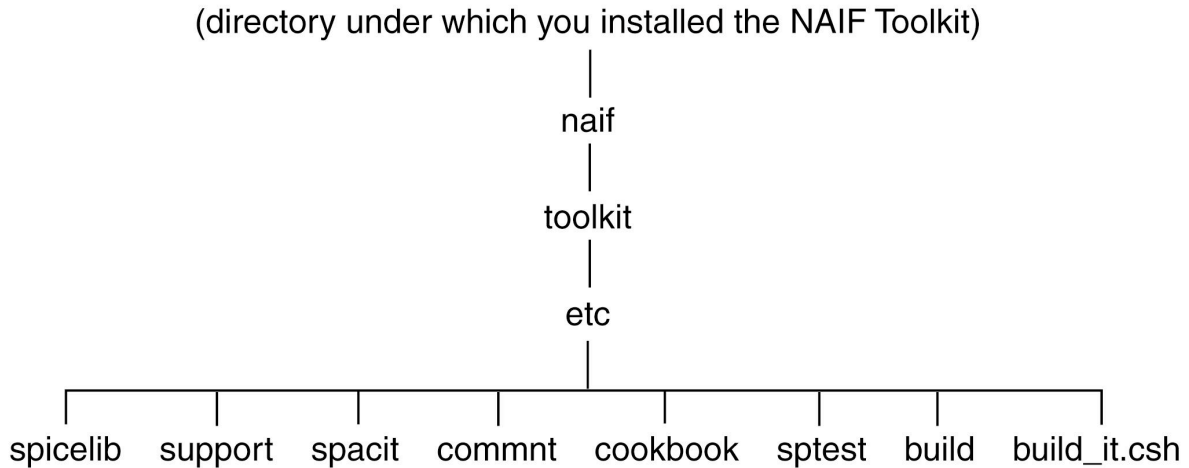 (directory under which you installed the NAIF Toolkit)
naif
toolkit
etc
spicelib support spacit commnt cookbook sptest build build_it.csh